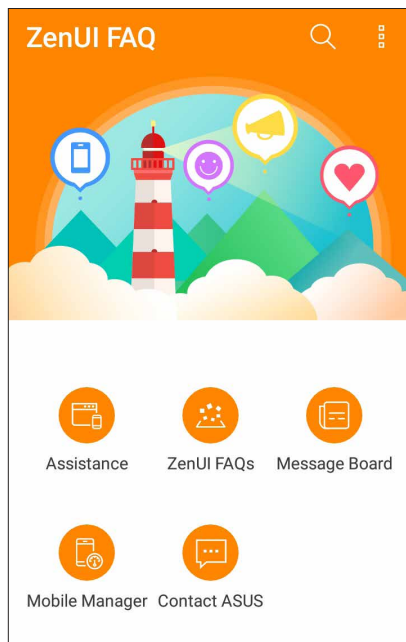 ZenUI FAQ
Assistance
ZenUI FAQs
Message Board
Mobile Manager
Contact ASUS